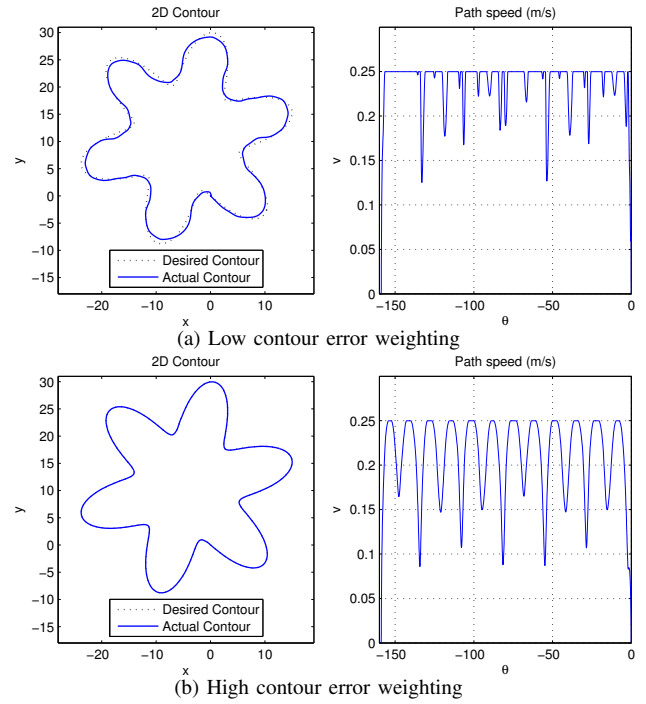 2D Contour
30
25
20
15
10
5
0
−5
−10
−15
y
−20 −10 0 10
x
Desired Contour
Actual Contour
Path speed (m/s)
0.25
0.2
0.15
0.1
0.05
0
v
−150 −100 −50 0
θ
(a) Low contour error weighting
2D Contour
30
25
20
15
10
5
0
−5
−10
−15
y
−20 −10 0 10
x
Desired Contour
Actual Contour
Path speed (m/s)
0.25
0.2
0.15
0.1
0.05
0
v
−150 −100 −50 0
θ
(b) High contour error weighting